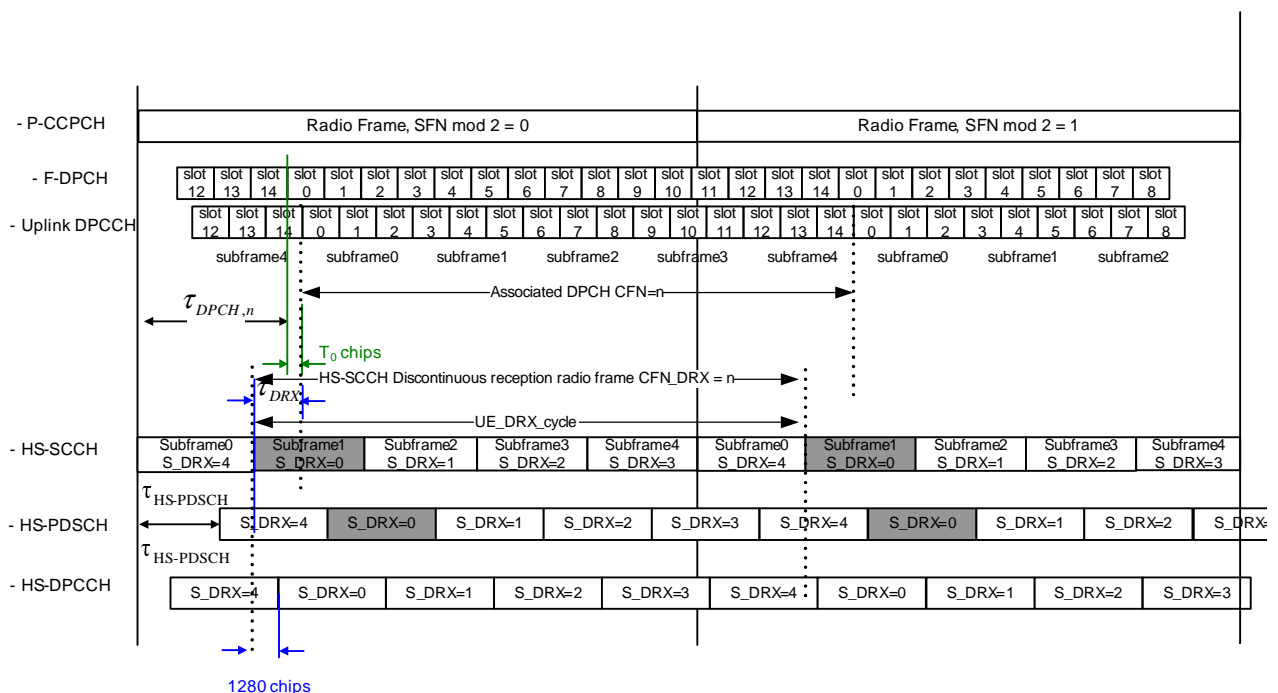 - P-CCPCH
Radio Frame, SFN mod 2 = 0
Radio Frame, SFN mod 2 = 1
- F-DPCH
slot 12 slot 13 slot 14 slot 0 slot 1 slot 2 slot 3 slot 4 slot 5 slot 6 slot 7 slot 8 slot 9 slot 10 slot 11 slot 12 slot 13 slot 14 slot 0 slot 1 slot 2 slot 3 slot 4 slot 5 slot 6 slot 7 slot 8
- Uplink DPCCH
slot 12 slot 13 slot 14 slot 0 slot 1 slot 2 slot 3 slot 4 slot 5 slot 6 slot 7 slot 8 slot 9 slot 10 slot 11 slot 12 slot 13 slot 14 slot 0 slot 1 slot 2 slot 3 slot 4 slot 5 slot 6 slot 7 slot 8
subframe4 subframe0 subframe1 subframe2 subframe3 subframe4 subframe0 subframe1 subframe2
Associated DPCH CFN=n
τDPCH,n
T0 chips
HS-SCCH Discontinuous reception radio frame CFN_DRX = n
τDRX
UE_DRX_cycle
- HS-SCCH
Subframe0 Subframe1 Subframe2 Subframe3 Subframe4 Subframe0 Subframe1 Subframe2 Subframe3 Subframe4
S_DRX=4 S_DRX=0 S_DRX=1 S_DRX=2 S_DRX=3 S_DRX=4 S_DRX=0 S_DRX=1 S_DRX=2 S_DRX=3
τHS-PDSCH
- HS-PDSCH
S_DRX=4 S_DRX=0 S_DRX=1 S_DRX=2 S_DRX=3 S_DRX=4 S_DRX=0 S_DRX=1 S_DRX=2 S_DRX=
τHS-PDSCH
- HS-DPCCH
S_DRX=4 S_DRX=0 S_DRX=1 S_DRX=2 S_DRX=3 S_DRX=4 S_DRX=0 S_DRX=1 S_DRX=2 S_DRX=3
1280 chips